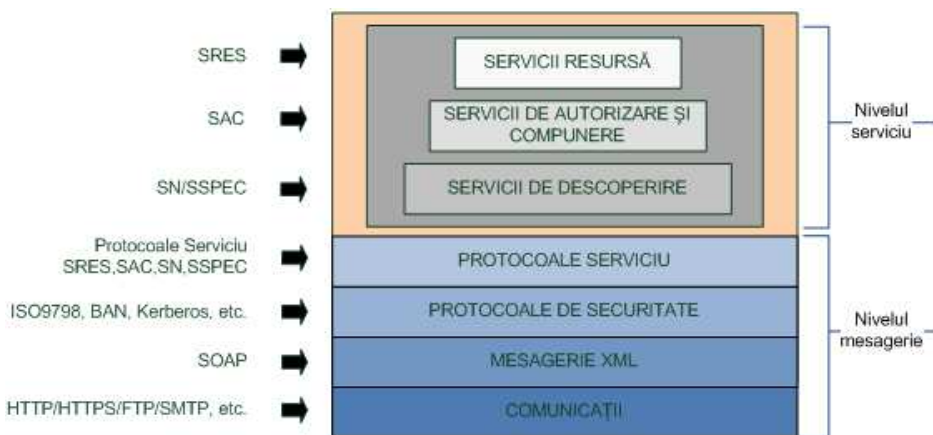 SRES
SERVICII RESURSĂ
SAC
SERVICII DE AUTORIZARE ȘI
COMPUNERE
SN/SSPEC
SERVICII DE DESCOPERIRE
Nivelul
serviciu
Protocoale Serviciu
SRES,SAC,SN,SSPEC
PROTOCOALE SERVICIU
ISO9798, BAN, Kerberos, etc.
PROTOCOALE DE SECURITATE
SOAP
MESAGERIE XML
HTTP/HTTPS/FTP/SMTP, etc.
COMUNICAȚII
Nivelul
mesagerie